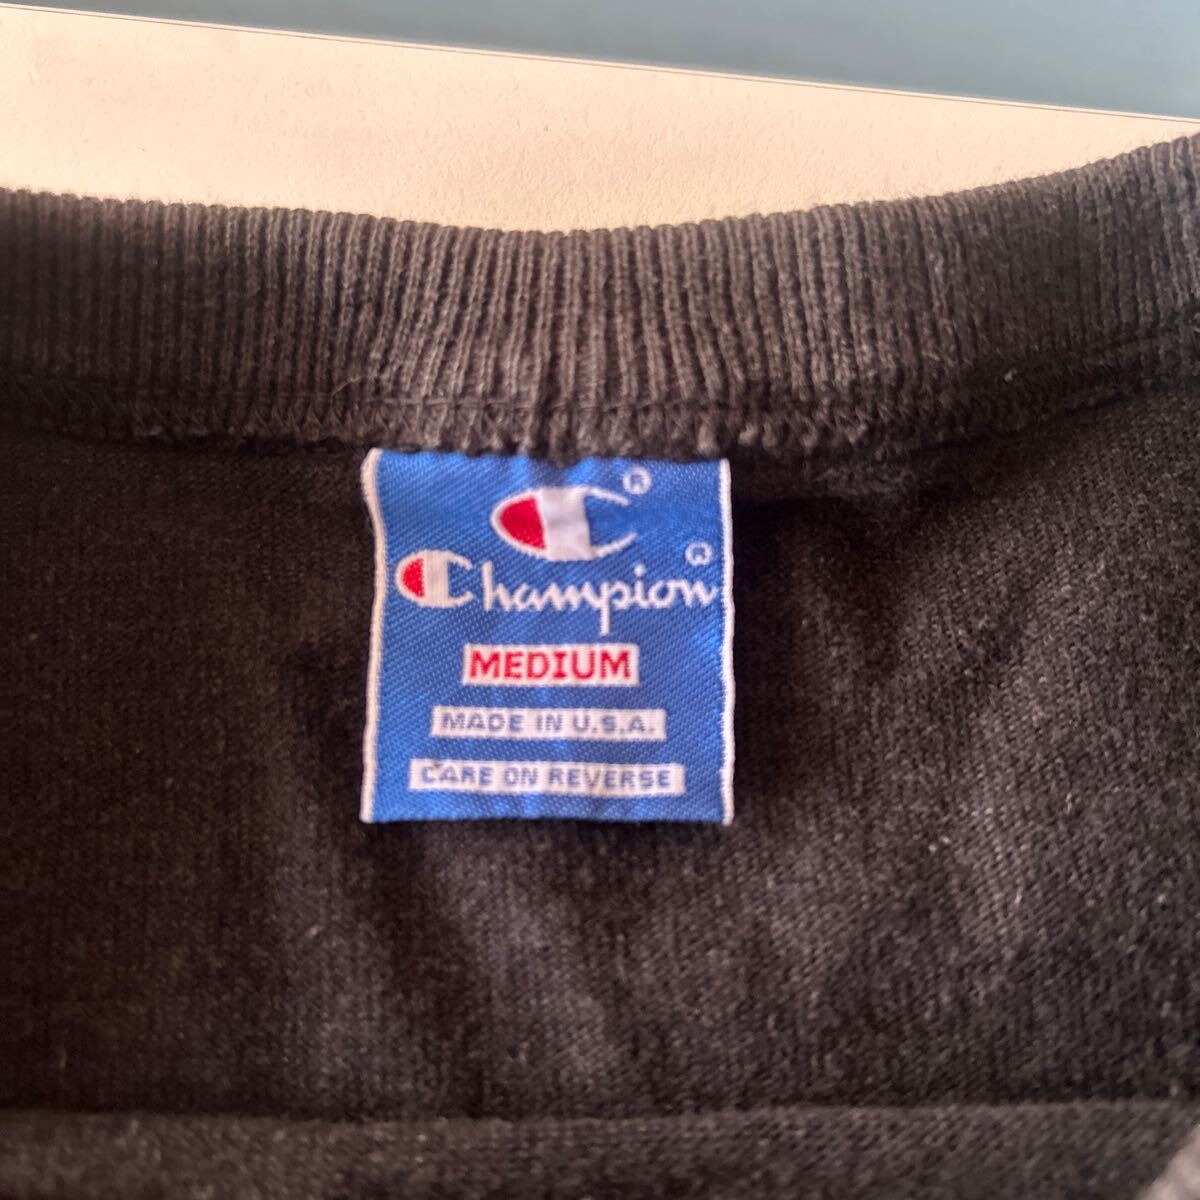 ®
Champion®
MEDIUM
MADE IN U.S.A.
CARE ON REVERSE